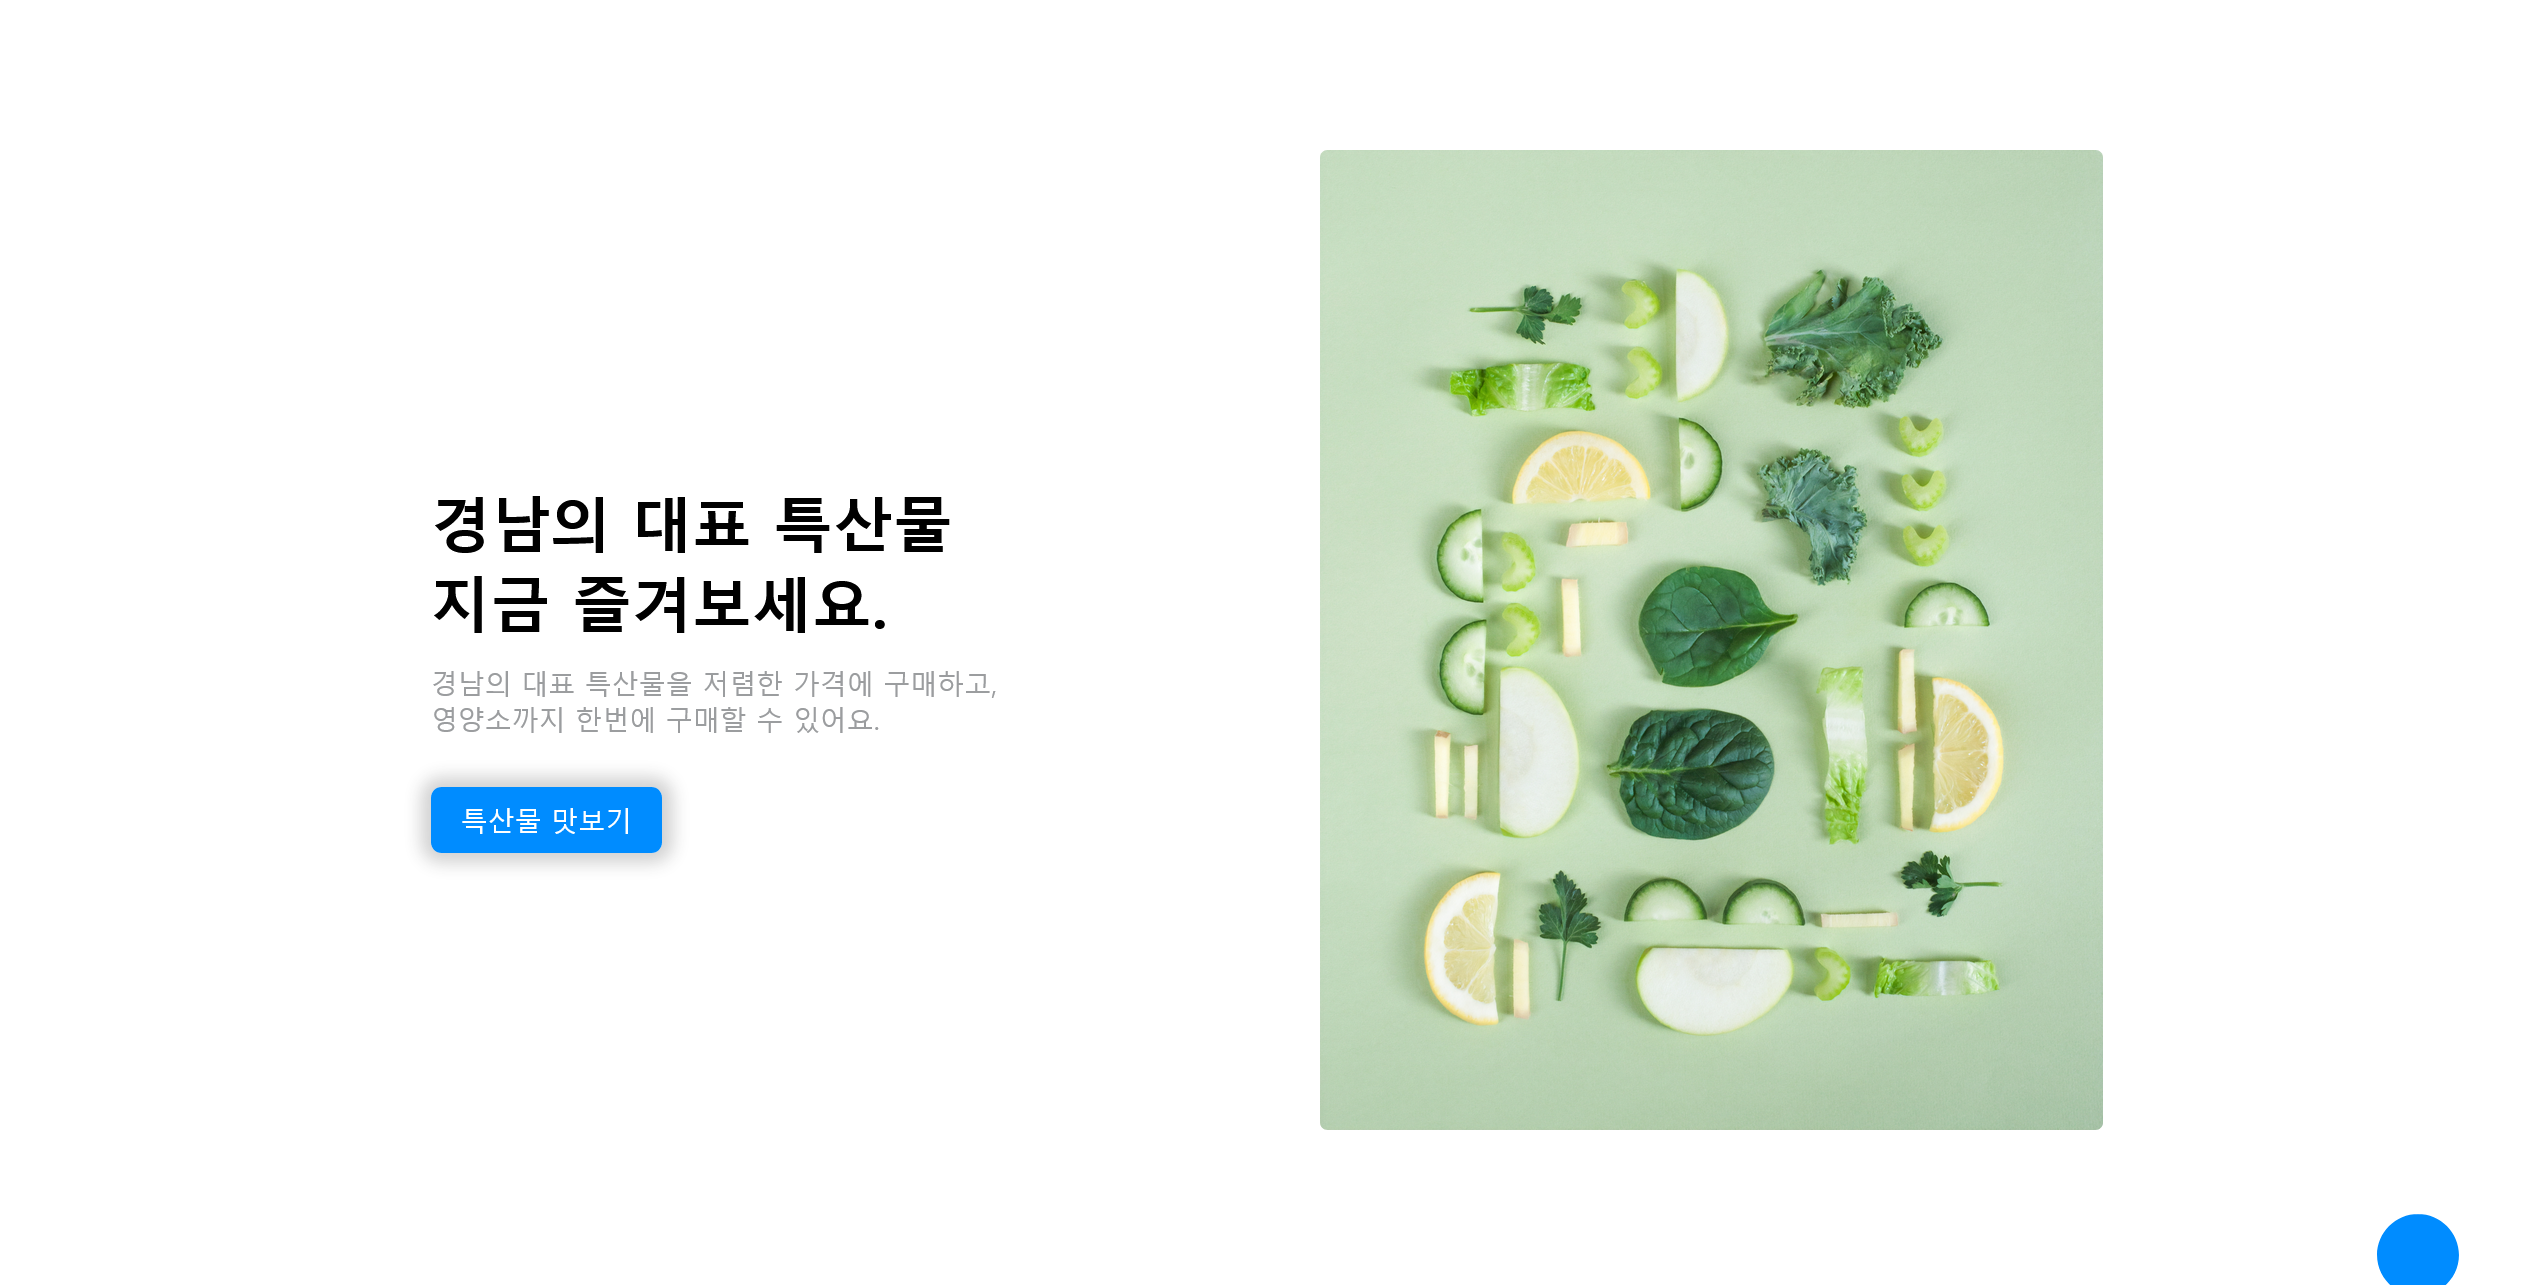 경남의 대표 특산물
지금 즐겨보세요.
경남의 대표 특산물을 저렴한 가격에 구매하고,
영양소까지 한번에 구매할 수 있어요.
특산물 맛보기